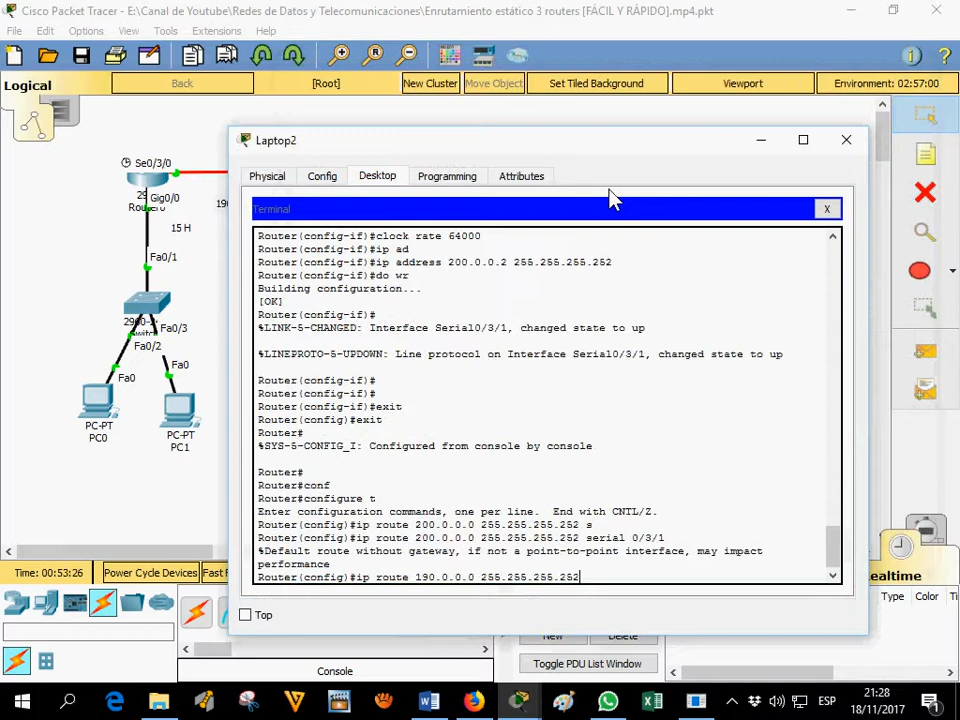 Cisco Packet Tracer - E:\Canal de Youtube\Redes de Datos y Telecomunicaciones\Enrutamiento estático 3 routers [FÁCIL Y RÁPIDO].mp4.pkt
File Edit Options View Tools Extensions Help
Logical Back [Root] New Cluster Move Object Set Tiled Background Viewport Environment: 02:57:00
Laptop2
Physical Config Desktop Programming Attributes
Terminal X
Router(config-if)#clock rate 64000
Router(config-if)#ip ad
Router(config-if)#ip address 200.0.0.2 255.255.255.252
Router(config-if)#do wr
Building configuration...
[OK]
Router(config-if)#
%LINK-5-CHANGED: Interface Serial0/3/1, changed state to up
%LINEPROTO-5-UPDOWN: Line protocol on Interface Serial0/3/1, changed state to up
Router(config-if)#
Router(config-if)#
Router(config-if)#exit
Router(config)#exit
Router#
%SYS-5-CONFIG_I: Configured from console by console
Router#
Router#conf
Router#configure t
Enter configuration commands, one per line. End with CNTL/Z.
Router(config)#ip route 200.0.0.0 255.255.255.252 s
Router(config)#ip route 200.0.0.0 255.255.255.252 serial 0/3/1
%Default route without gateway, if not a point-to-point interface, may impact
performance
Router(config)#ip route 190.0.0.0 255.255.255.252
Top
Se0/3/0
29
Gig0/0
Router0
190
15 H
Fa0/1
Fa0/3
Fa0/2
Fa0
Fa0
PC-PT
PC0
PC-PT
PC1
Time: 00:53:26 Power Cycle Devices Fast F
Realtime
Console
New Delete
Toggle PDU List Window
Type Color
ESP
21:28
18/11/2017